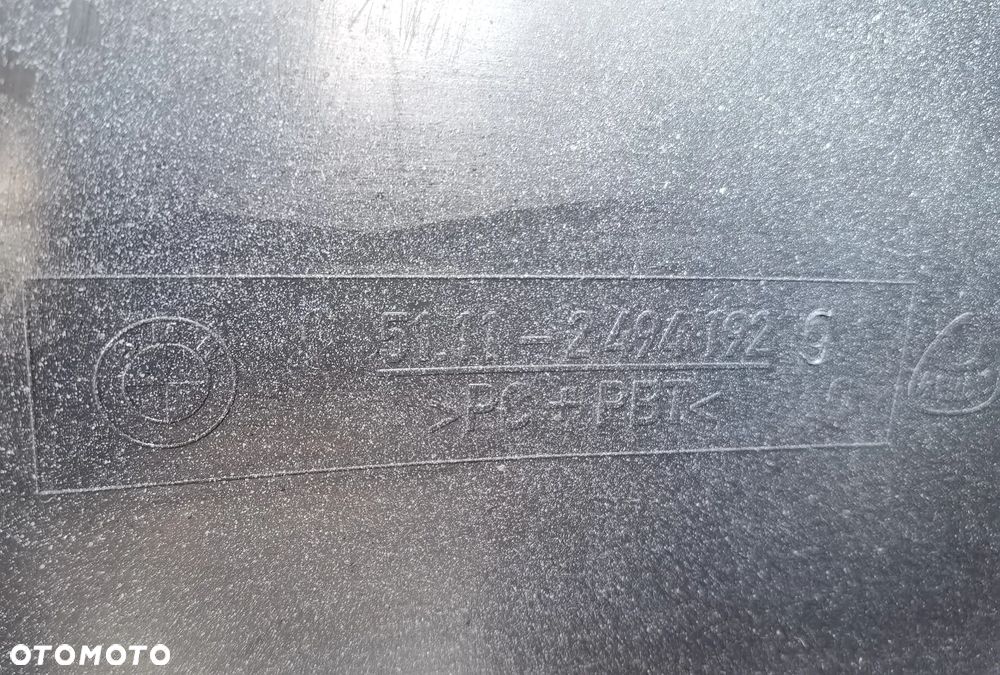 51.11-2 494 192 9
>PC+PBT<
OTOMOTO